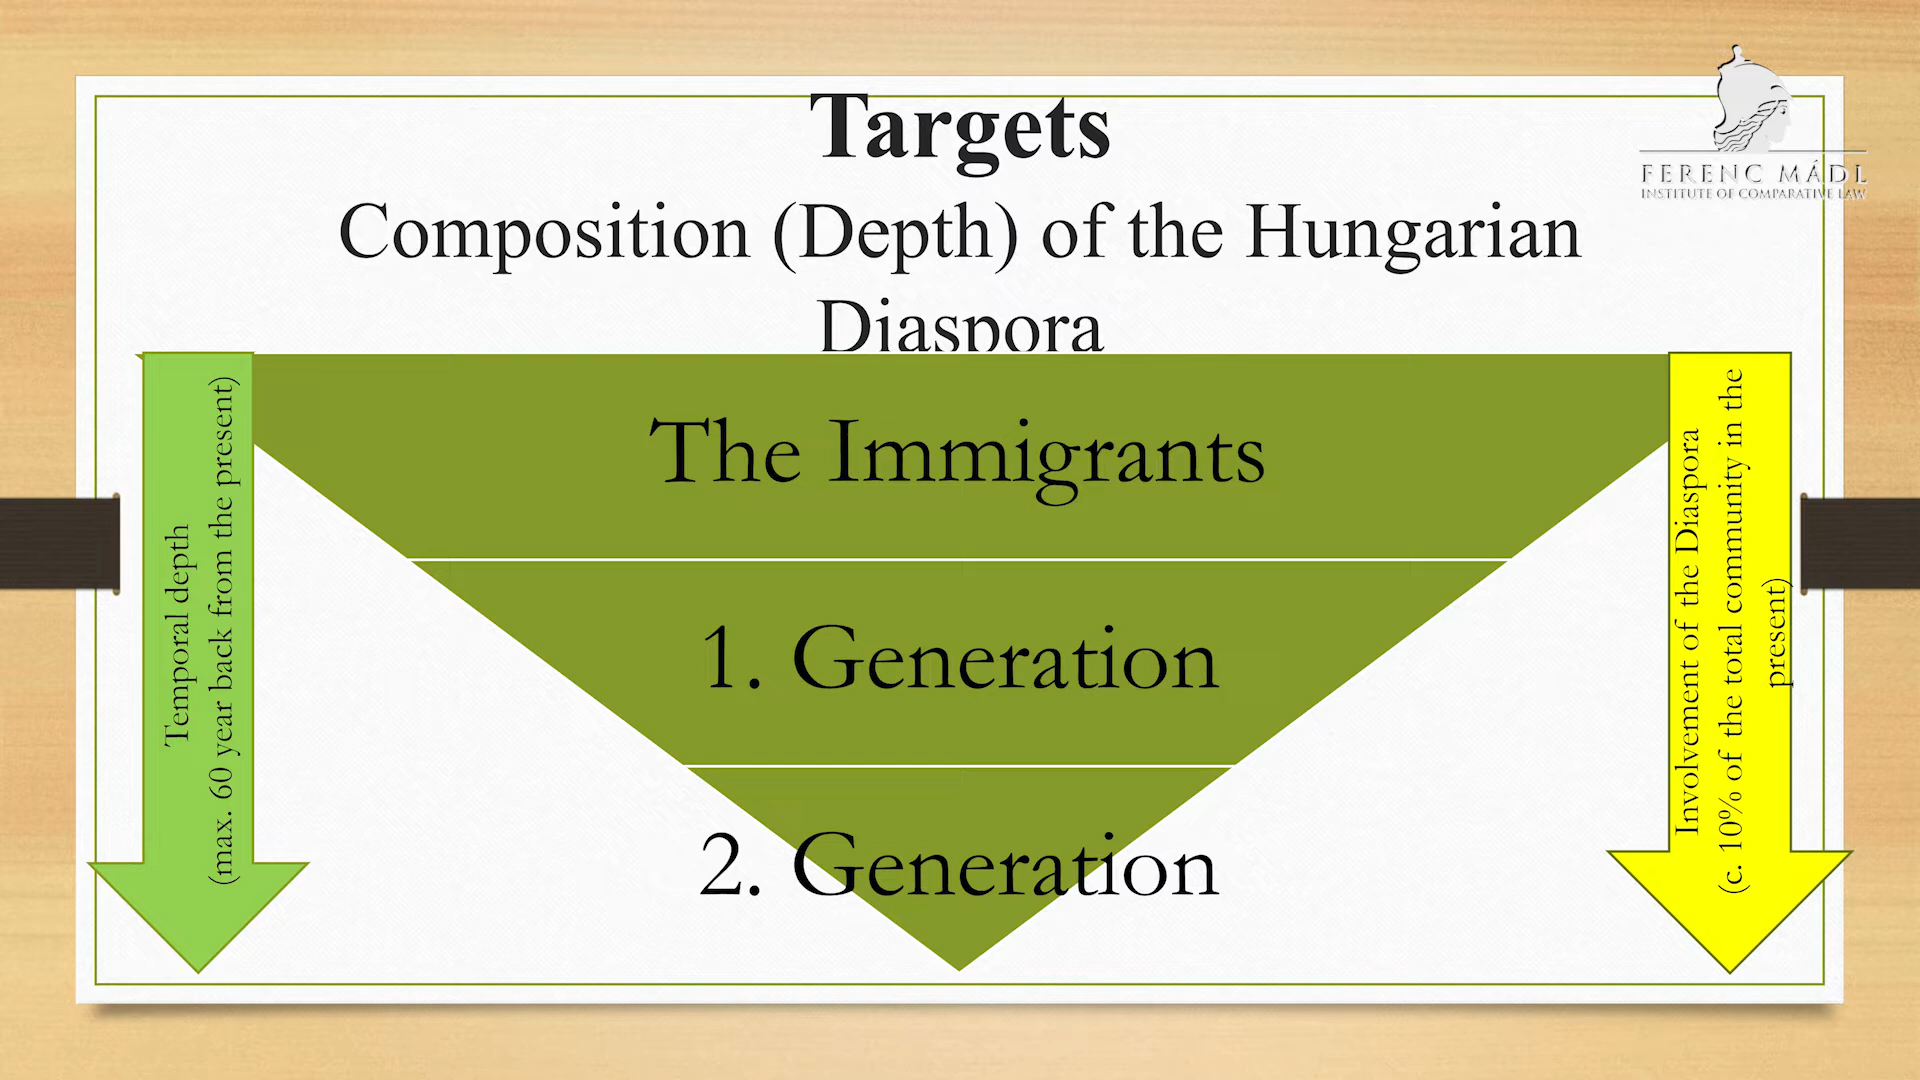 Targets
Composition (Depth) of the Hungarian
Diaspora
FERENC MÁDL
INSTITUTE OF COMPARATIVE LAW
Temporal depth
(max. 60 year back from the present)
The Immigrants
1. Generation
2. Generation
Involvement of the Diaspora
(c. 10% of the total community in the
present)